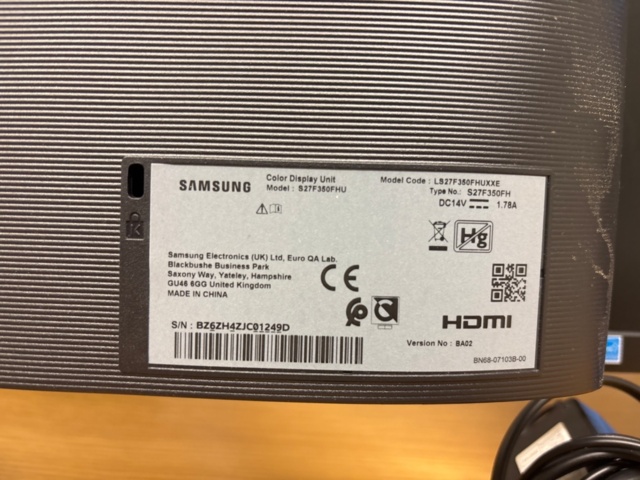 SAMSUNG
Color Display Unit
Model : S27F350FHU
Model Code : LS27F350FHUXXE
Type No.: S27F350FH
DC14V 1.78A
Hg
Samsung Electronics (UK) Ltd, Euro QA Lab.
Blackbushe Business Park
Saxony Way, Yateley, Hampshire
GU46 6GG United Kingdom
MADE IN CHINA
CE
S/N : BZ6ZH4ZJC01249D
HDMI
Version No : BA02
BN68-07103B-00